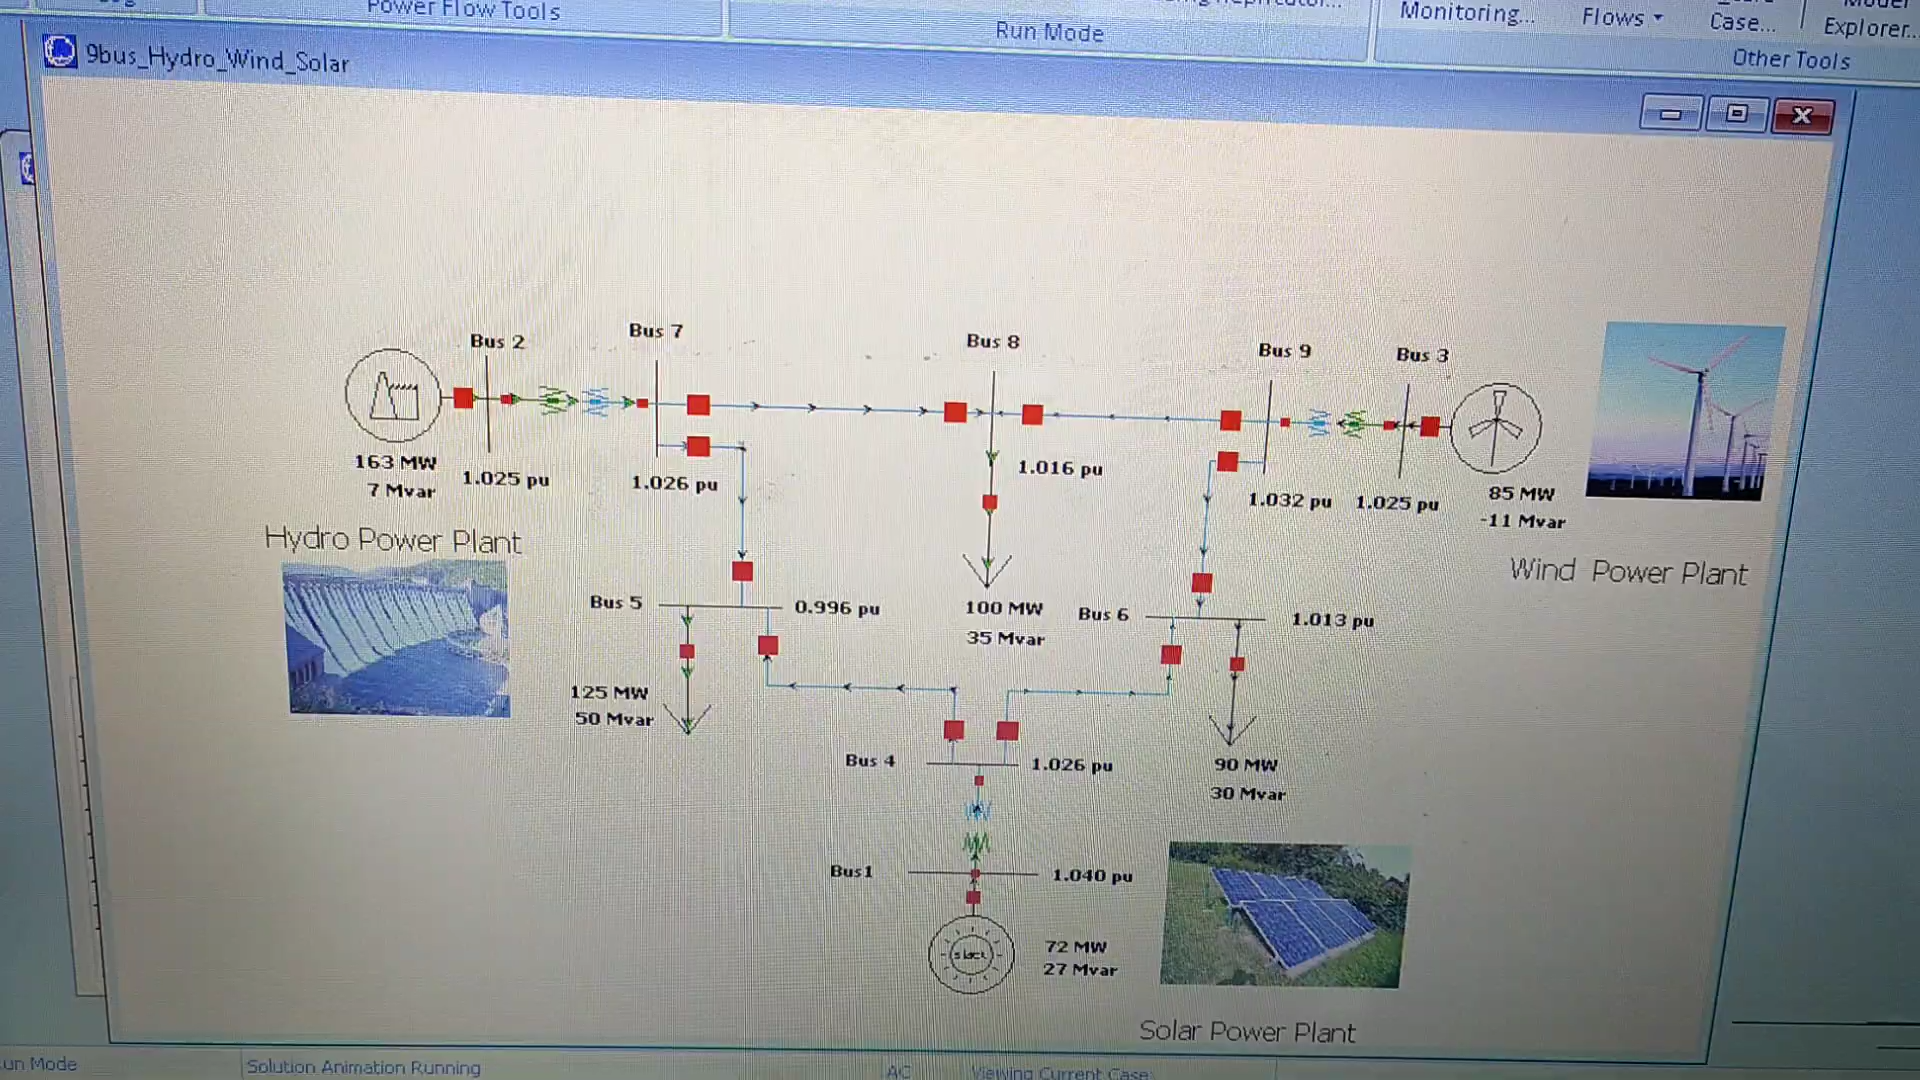 Power Flow Tools
Run Mode
Monitoring...
Flows
Case...
Explorer...
Other Tools
9bus_Hydro_Wind_Solar
Bus 2
Bus 7
Bus 8
Bus 9
Bus 3
163 MW
7 Mvar
1.025 pu
1.026 pu
1.016 pu
1.032 pu
1.025 pu
85 MW
-11 Mvar
Hydro Power Plant
Wind Power Plant
Bus 5
0.996 pu
100 MW
35 Mvar
Bus 6
1.013 pu
125 MW
50 Mvar
Bus 4
1.026 pu
90 MW
30 Mvar
Bus1
1.040 pu
slack
72 MW
27 Mvar
Solar Power Plant
Mode
Solution Animation Running
AC
Viewing Current Case